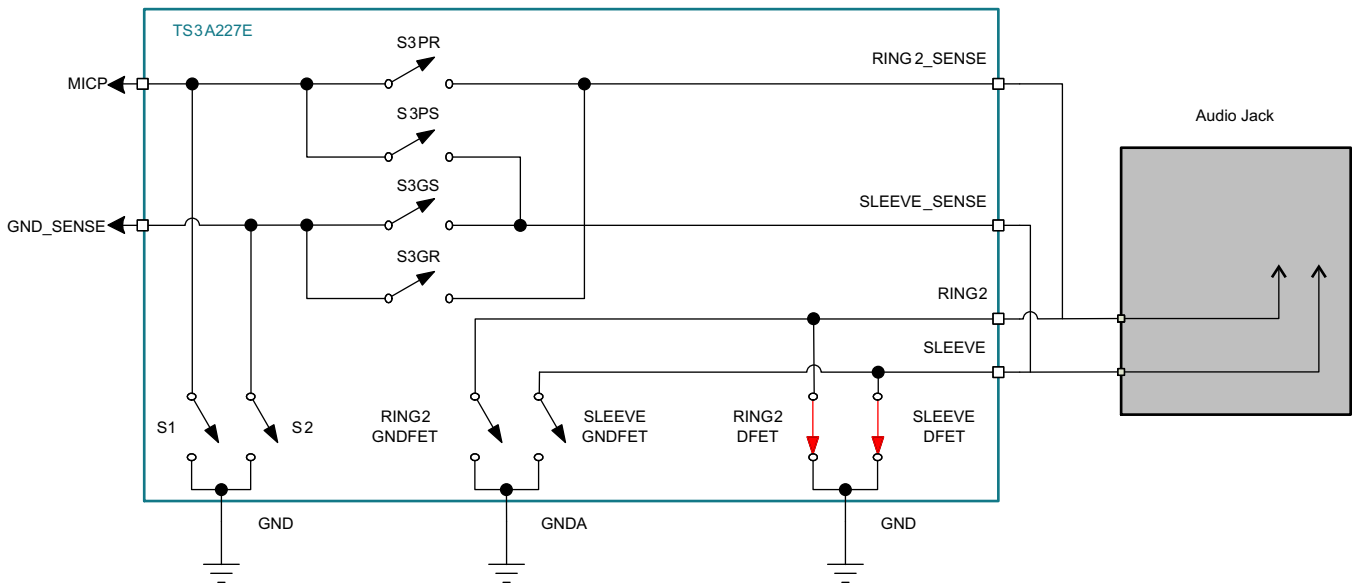 TS3A227E
S3PR
MICP
RING2_SENSE
S3PS
Audio Jack
S3GS
SLEEVE_SENSE
GND_SENSE
S3GR
RING2
SLEEVE
S1
S2
RING2
GNDFET
SLEEVE
GNDFET
RING2
DFET
SLEEVE
DFET
GND
GNDA
GND